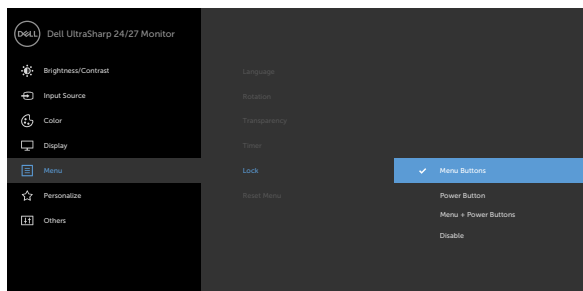 DELL
Dell UltraSharp 24/27 Monitor
Brightness/Contrast
Input Source
Color
Display
Menu
Personalize
Others
Language
Rotation
Transparency
Timer
Lock
Reset Menu
Menu Buttons
Power Button
Menu + Power Buttons
Disable